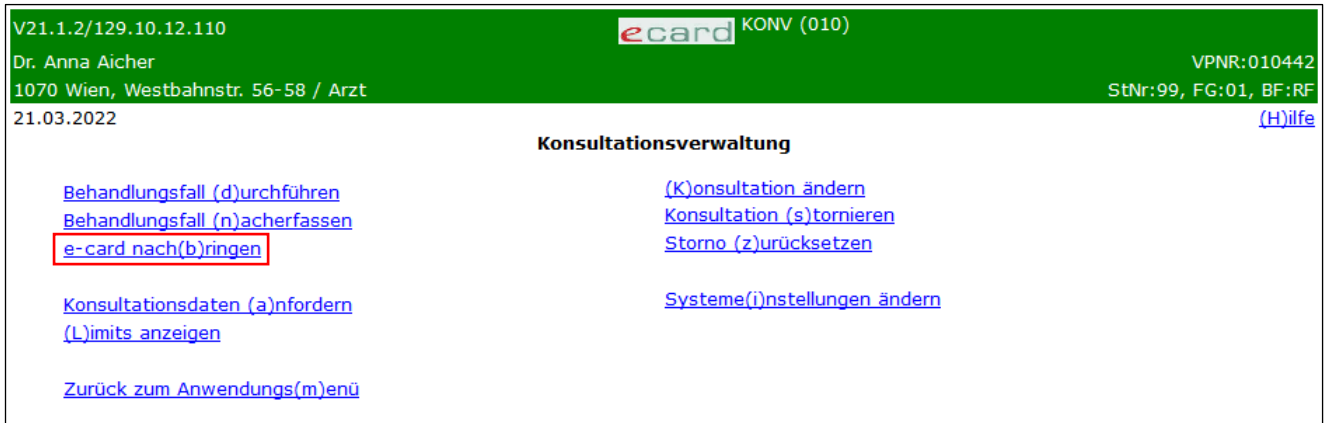 V21.1.2/129.10.12.110 ecard KONV (010)
Dr. Anna Aicher VPNR:010442
1070 Wien, Westbahnstr. 56-58 / Arzt StNr:99, FG:01, BF:RF
21.03.2022 (H)ilfe
Konsultationsverwaltung
Behandlungsfall (d)urchführen
Behandlungsfall (n)acherfassen
e-card nach(b)ringen
Konsultationsdaten (a)nfordern
(L)imits anzeigen
Zurück zum Anwendungs(m)enü
(K)onsultation ändern
Konsultation (s)tornieren
Storno (z)urücksetzen
Systeme(i)nstellungen ändern